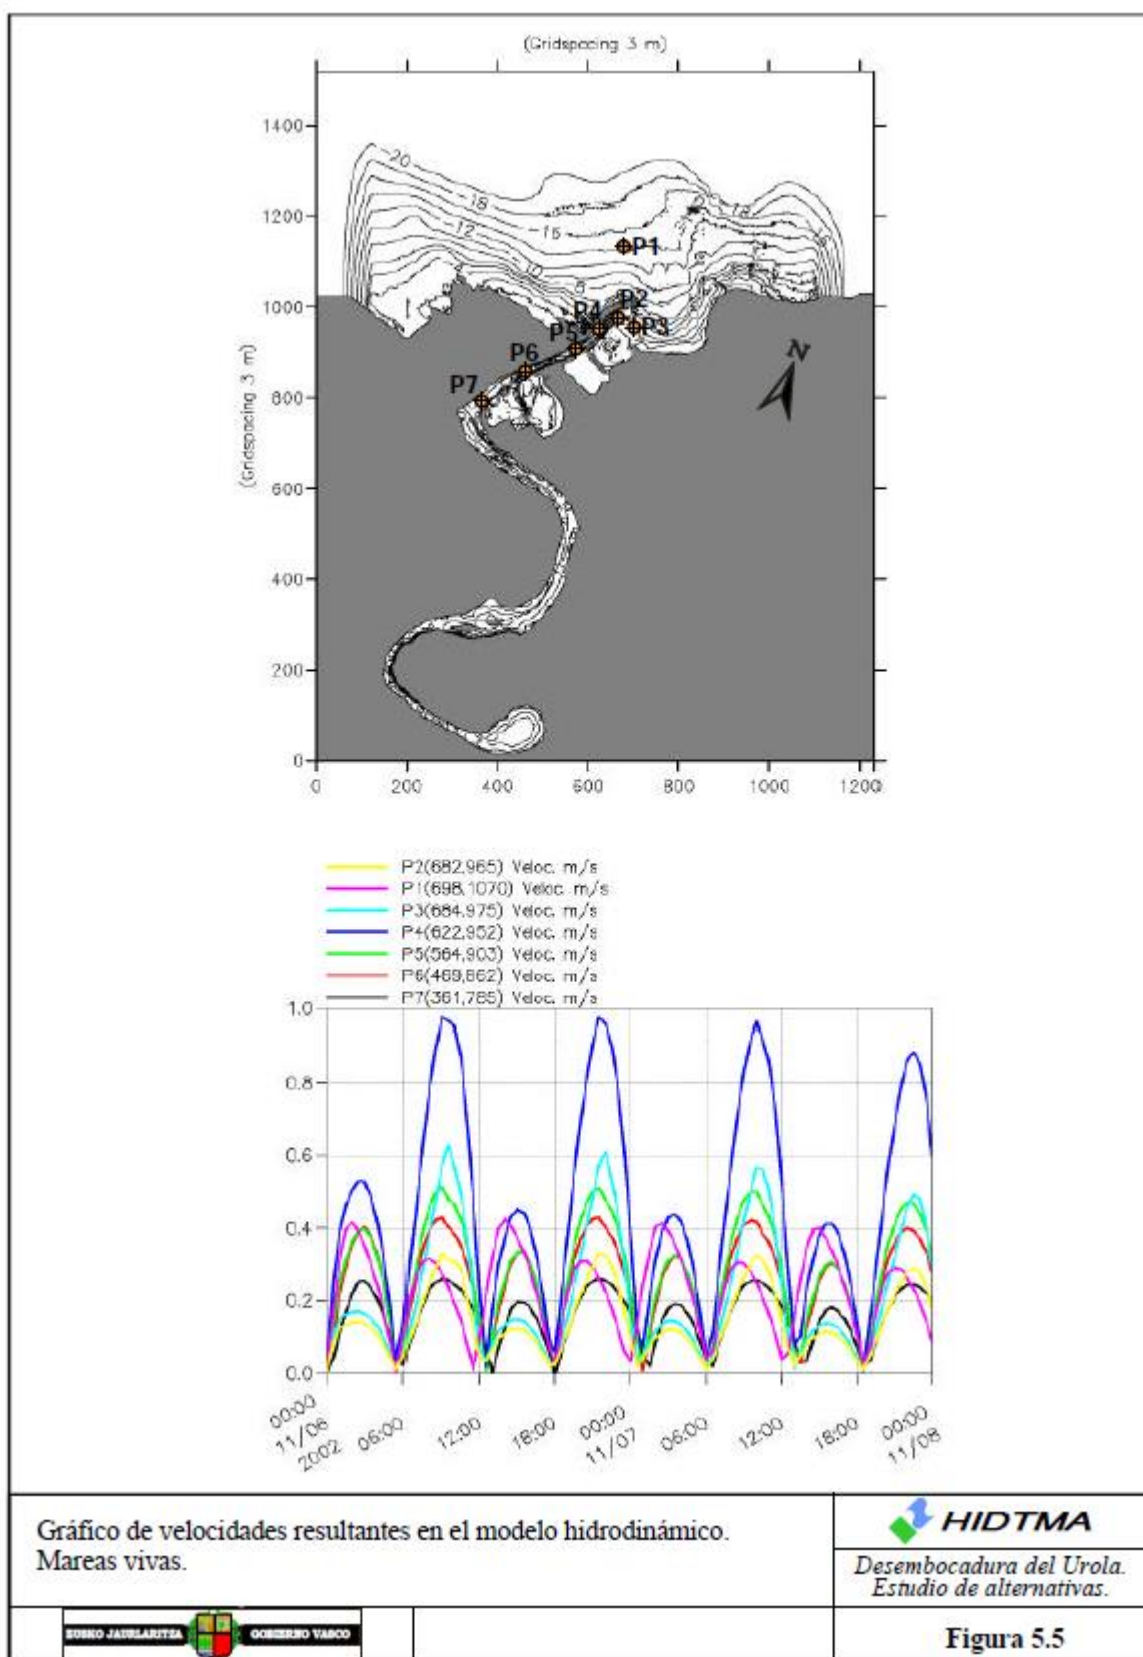 (Gridspacing 3 m)
1400
1200
1000
800
600
400
200
0
(Gridspacing 3 m)
-20
-18
-15
-12
10
8
P1
P2
P4
P3
P5
P6
P7
N
0
200
400
600
800
1000
1200
P2(682,965) Veloc. m/s
P1(698,1070) Veloc. m/s
P3(684,975) Veloc. m/s
P4(622,952) Veloc. m/s
P5(564,903) Veloc. m/s
P6(469,862) Veloc. m/s
P7(361,785) Veloc. m/s
1.0
0.8
0.6
0.4
0.2
0.0
00:00
11/06
2002
06:00
12:00
18:00
00:00
11/07
06:00
12:00
18:00
00:00
11/08
Gráfico de velocidades resultantes en el modelo hidrodinámico.
Mareas vivas.
HIDTMA
Desembocadura del Urola.
Estudio de alternativas.
EUSKO JAURLARITZA
GOBIERNO VASCO
Figura 5.5